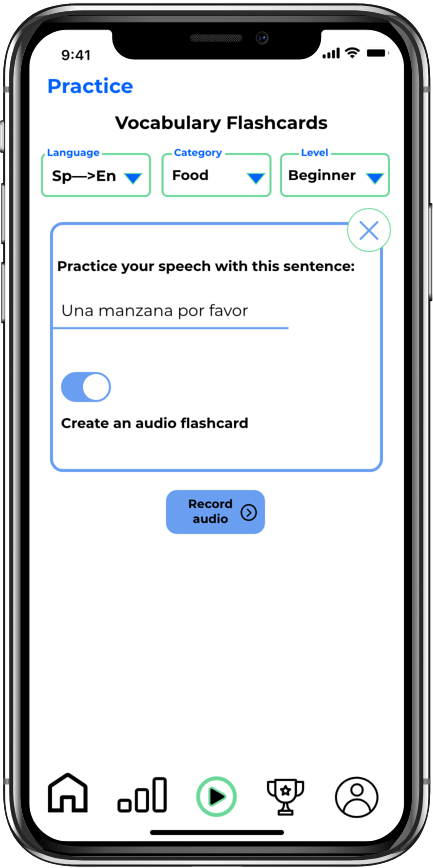 9:41
Practice
Vocabulary Flashcards
Language
Category
Level
Sp—>En
Food
Beginner
Practice your speech with this sentence:
Una manzana por favor
Create an audio flashcard
Record
audio